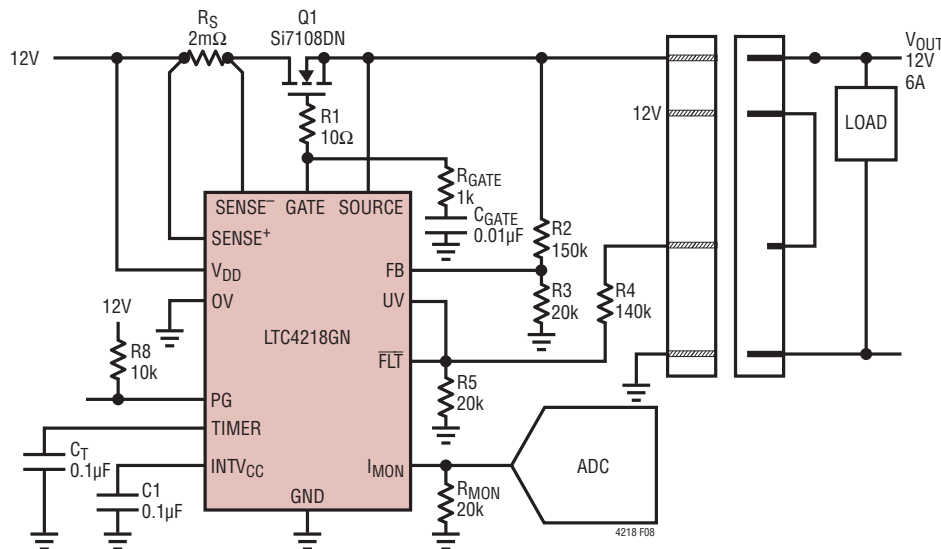 12V
RS
2mΩ
Q1
Si7108DN
R1
10Ω
RGATE
1k
CGATE
0.01µF
R2
150k
R3
20k
R4
140k
12V
VOUT
12V
6A
LOAD
SENSE–
GATE
SOURCE
SENSE+
VDD
OV
FB
UV
LTC4218GN
FLT
12V
R8
10k
PG
TIMER
INTVCC
IMON
GND
R5
20k
CT
0.1µF
C1
0.1µF
RMON
20k
ADC
4218 F08